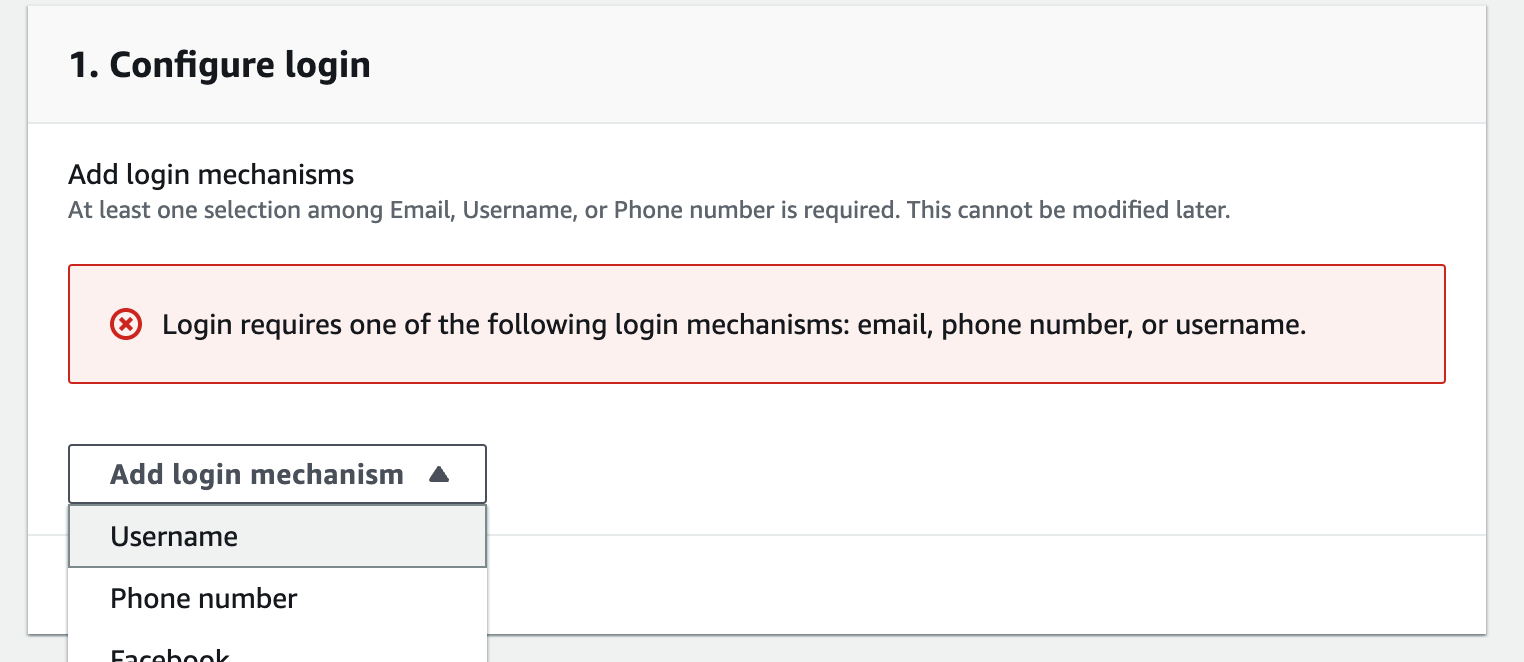 1. Configure login
Add login mechanisms
At least one selection among Email, Username, or Phone number is required. This cannot be modified later.
Login requires one of the following login mechanisms: email, phone number, or username.
Add login mechanism
Username
Phone number
Facebook